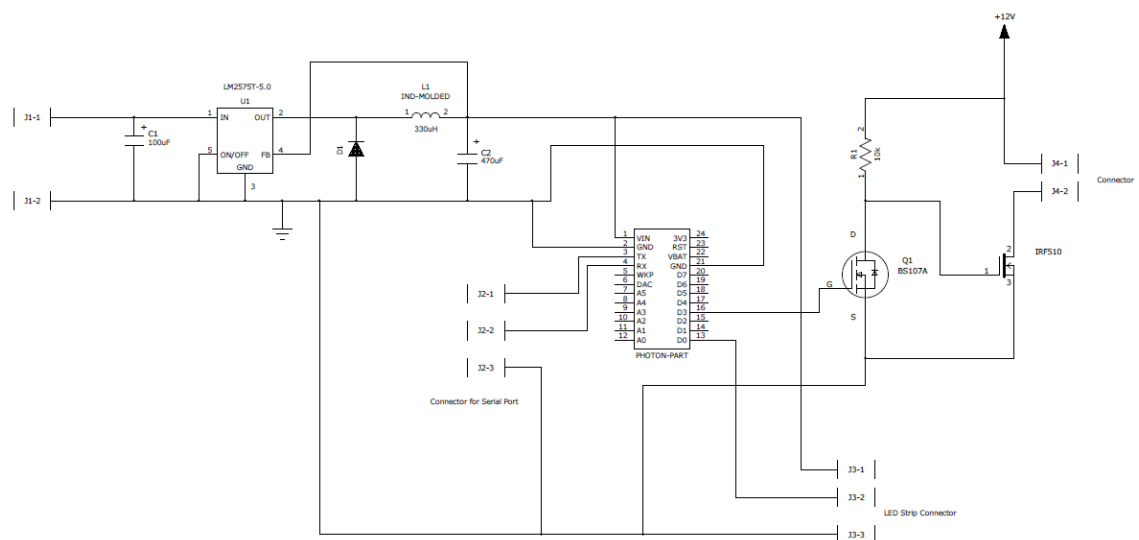 +12V
LM2575T-5.0
U1
L1
IND-MOLDED
J1-1
1
IN
OUT
2
1
2
330uH
+
C1
100uF
5
ON/OFF
FB
4
GND
3
D1
+
C2
470uF
J1-2
2
R1
10k
1
J4-1
J4-2
Connector
1 VIN 3V3 24
2 GND RST 23
3 TX VBAT 22
4 RX GND 21
5 WKP D7 20
6 DAC D6 19
7 A5 D5 18
8 A4 D4 17
9 A3 D3 16
10 A2 D2 15
11 A1 D1 14
12 A0 D0 13
PHOTON-PART
D
G
S
Q1
BS107A
2
1
3
IRF510
J2-1
J2-2
J2-3
Connector for Serial Port
J3-1
J3-2
LED Strip Connector
J3-3